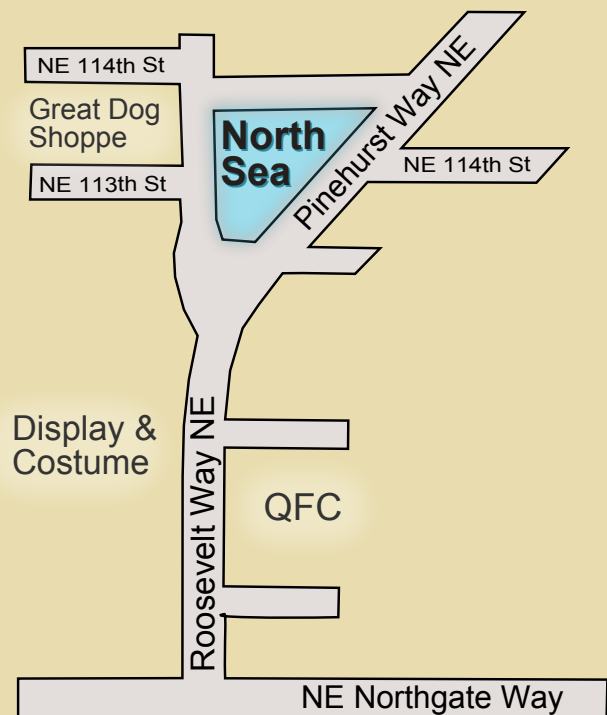 NE 114th St
Great Dog
Shoppe
NE 113th St
North
Sea
Pinehurst Way NE
NE 114th St
Display &
Costume
Roosevelt Way NE
QFC
NE Northgate Way